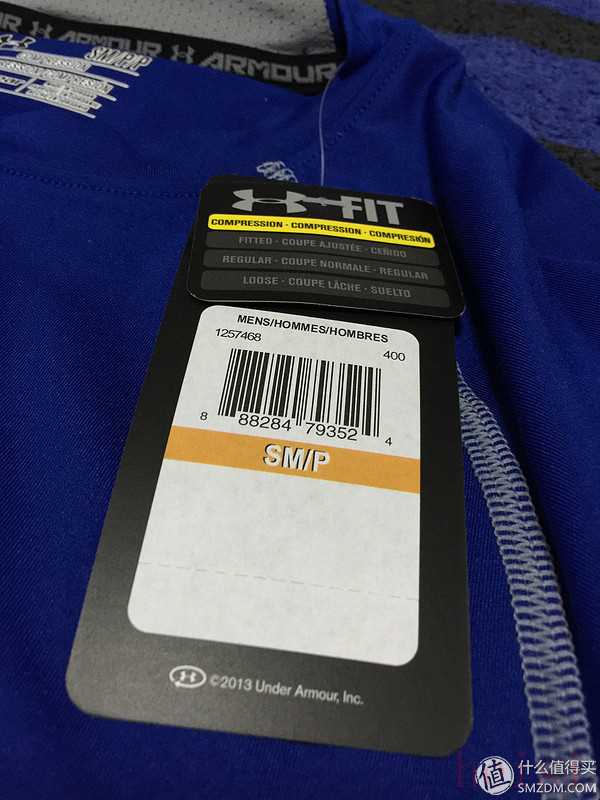 ARMOUR
ARMOUR
SM/P/P
FIT
COMPRESSION · COMPRESSION · COMPRESIÓN
FITTED · COUPE AJUSTÉE · CEÑIDO
REGULAR · COUPE NORMALE · REGULAR
LOOSE · COUPE LÂCHE · SUELTO
MENS/HOMMES/HOMBRES
1257468 400
8 88284 79352 4
SM/P
©2013 Under Armour, Inc.
值 什么值得买
SMZDM.COM